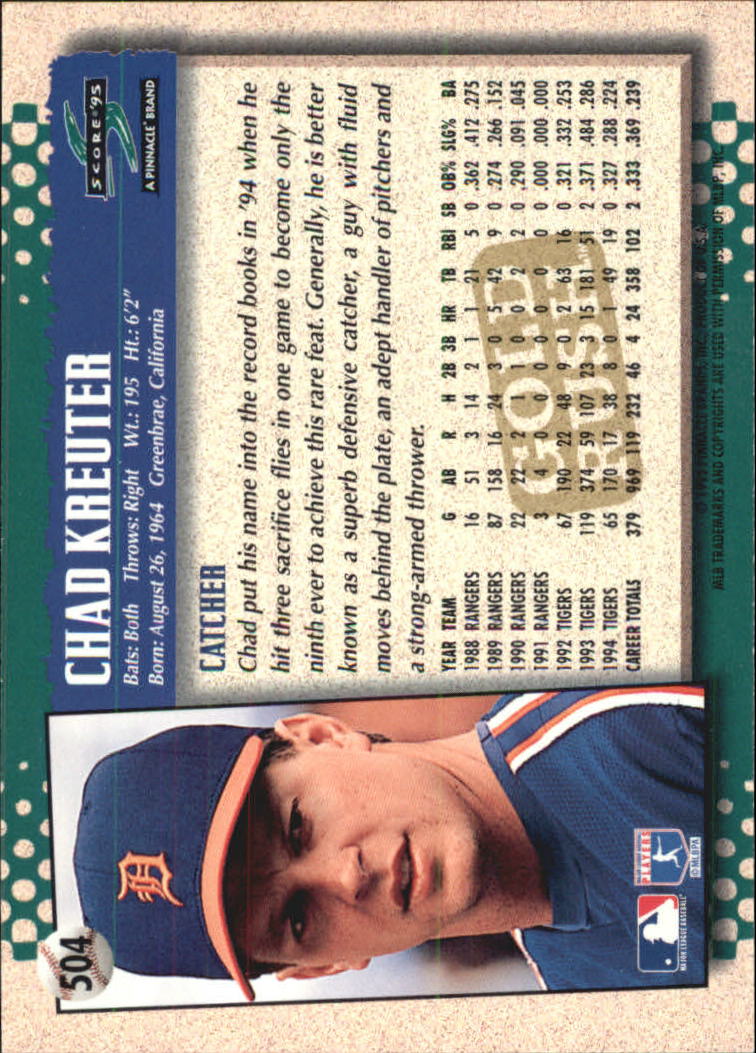 CHAD KREUTER
Bats: Both Throws: Right Wt.: 195 Ht.: 6'2"
Born: August 26, 1964 Greenbrae, California
SCORE® '95
A PINNACLE® BRAND
CATCHER
Chad put his name into the record books in '94 when he
hit three sacrifice flies in one game to become only the
ninth ever to achieve this rare feat. Generally, he is better
known as a superb defensive catcher, a guy with fluid
moves behind the plate, an adept handler of pitchers and
a strong-armed thrower.
YEAR TEAM G AB R H 2B 3B HR TB RBI SB OB% SLG% BA
1988 RANGERS 16 51 3 14 2 1 1 21 5 0 .362 .412 .275
1989 RANGERS 87 158 16 24 3 0 5 42 9 0 .274 .266 .152
1990 RANGERS 22 22 2 1 1 0 0 2 2 0 .290 .091 .045
1991 RANGERS 3 4 0 0 0 0 0 0 0 0 .000 .000 .000
1992 TIGERS 67 190 22 48 9 0 2 63 16 0 .321 .332 .253
1993 TIGERS 119 374 59 107 23 3 15 181 51 2 .371 .484 .286
1994 TIGERS 65 170 17 38 8 0 1 49 19 0 .327 .288 .224
CAREER TOTALS 379 969 119 232 46 4 24 358 102 2 .333 .369 .239
GOLD
RUSH
© 1995 PINNACLE BRANDS, INC. PRODUCT OF U.S.A.
MLB TRADEMARKS AND COPYRIGHTS ARE USED WITH PERMISSION OF MLBP, INC.
504
D
MAJOR LEAGUE BASEBALL
PLAYERS
© MLBPA